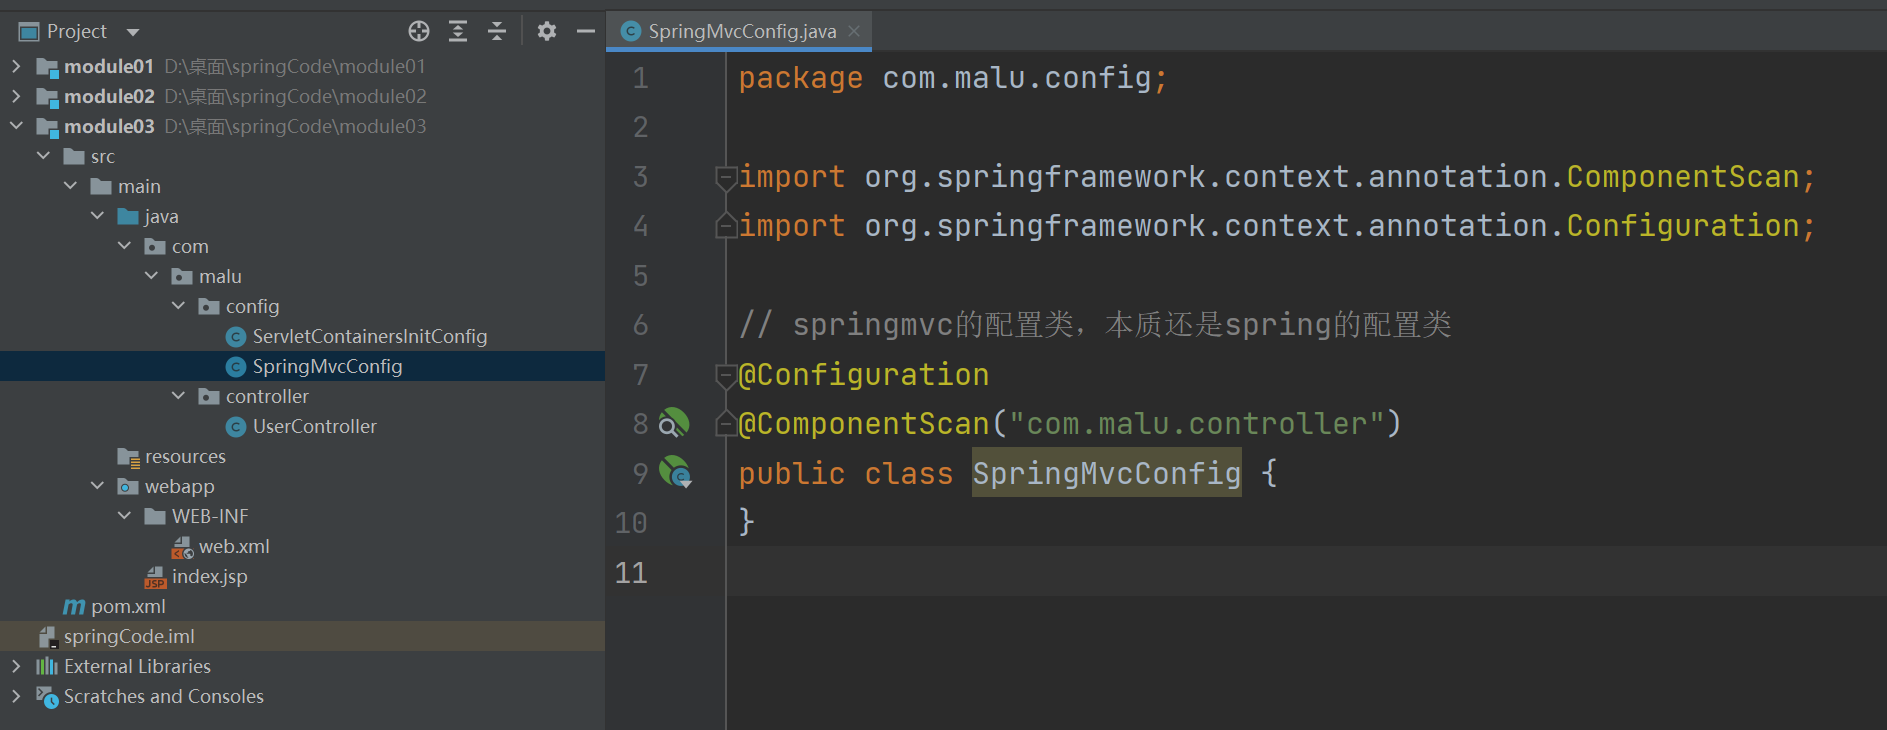 Project
module01 D:\桌面\springCode\module01
module02 D:\桌面\springCode\module02
module03 D:\桌面\springCode\module03
src
main
java
com
malu
config
ServletContainersInitConfig
SpringMvcConfig
controller
UserController
resources
webapp
WEB-INF
web.xml
index.jsp
pom.xml
springCode.iml
External Libraries
Scratches and Consoles
SpringMvcConfig.java
1 package com.malu.config;
2
3 import org.springframework.context.annotation.ComponentScan;
4 import org.springframework.context.annotation.Configuration;
5
6 // springmvc的配置类，本质还是spring的配置类
7 @Configuration
8 @ComponentScan("com.malu.controller")
9 public class SpringMvcConfig {
10 }
11